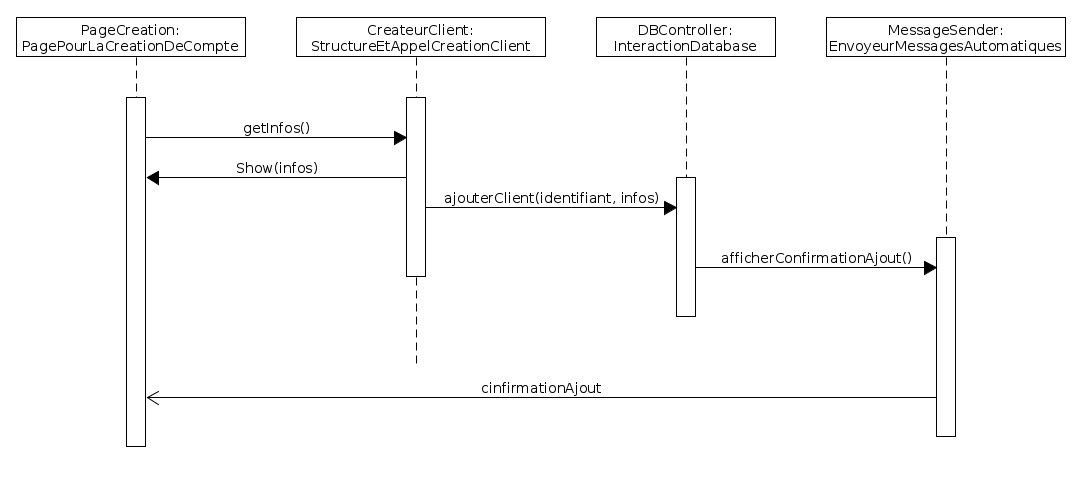 PageCreation:
PagePourLaCreationDeCompte
CreateurClient:
StructureEtAppelCreationClient
DBController:
InteractionDatabase
MessageSender:
EnvoyeurMessagesAutomatiques
getInfos()
Show(infos)
ajouterClient(identifiant, infos)
afficherConfirmationAjout()
cinfirmationAjout